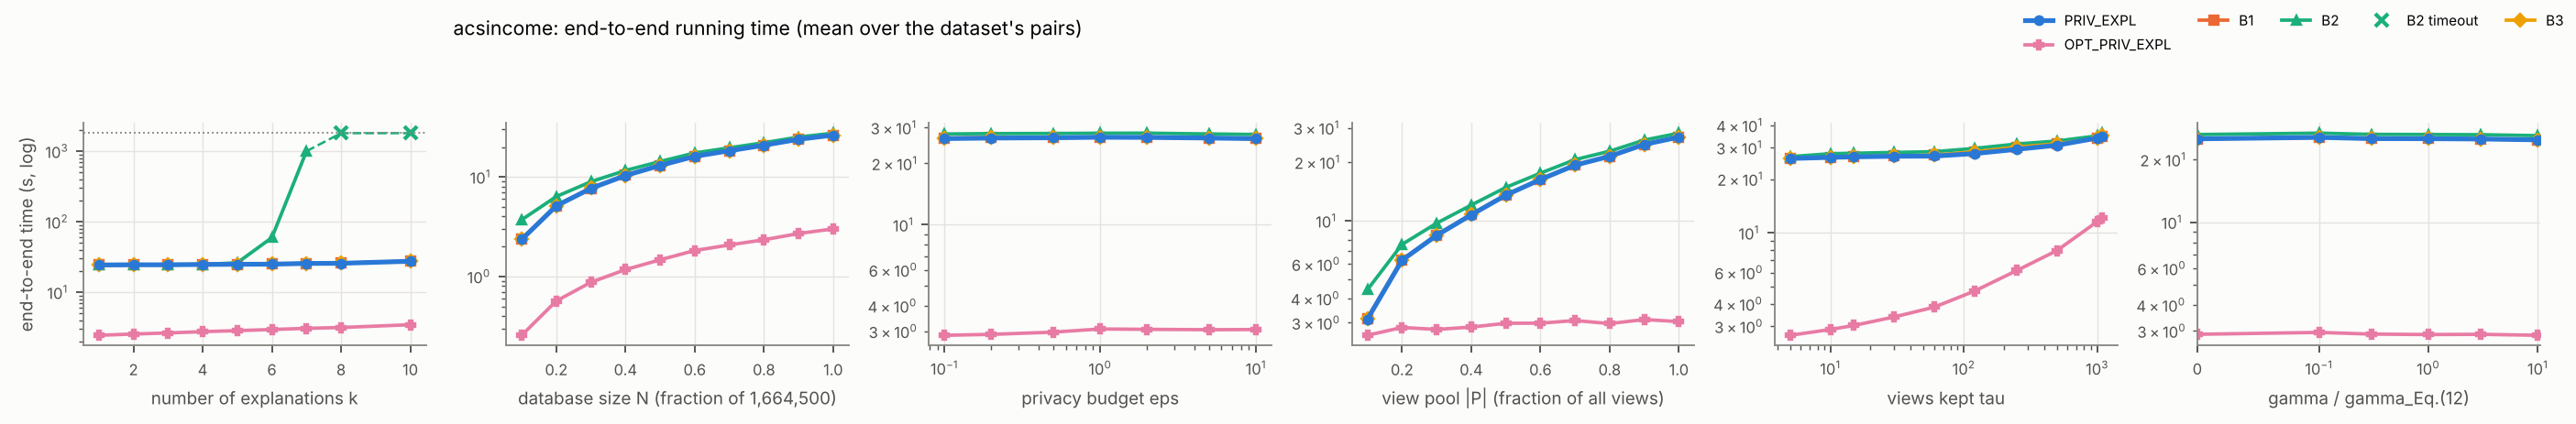 acsincome: end-to-end running time (mean over the dataset's pairs)
PRIV_EXPL B1 B2 B2 timeout B3
OPT_PRIV_EXPL
end-to-end time (s, log)
10³
10²
10¹
2 4 6 8 10
number of explanations k
10¹
10⁰
0.2 0.4 0.6 0.8 1.0
database size N (fraction of 1,664,500)
3 × 10¹
2 × 10¹
10¹
6 × 10⁰
4 × 10⁰
3 × 10⁰
10⁻¹ 10⁰ 10¹
privacy budget eps
3 × 10¹
2 × 10¹
10¹
6 × 10⁰
4 × 10⁰
3 × 10⁰
0.2 0.4 0.6 0.8 1.0
view pool |P| (fraction of all views)
4 × 10¹
3 × 10¹
2 × 10¹
10¹
6 × 10⁰
4 × 10⁰
3 × 10⁰
10¹ 10² 10³
views kept tau
2 × 10¹
10¹
6 × 10⁰
4 × 10⁰
3 × 10⁰
0 10⁻¹ 10⁰ 10¹
gamma / gamma_Eq.(12)